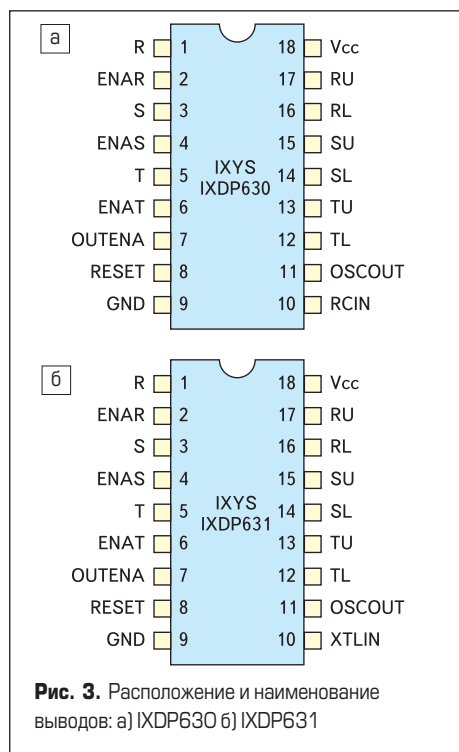 а
R 1 18 Vcc
ENAR 2 17 RU
S 3 16 RL
ENAS 4 15 SU
IXYS
T 5 14 SL
IXDP630
ENAT 6 13 TU
OUTENA 7 12 TL
RESET 8 11 OSCOUT
GND 9 10 RCIN
б
R 1 18 Vcc
ENAR 2 17 RU
S 3 16 RL
ENAS 4 15 SU
IXYS
T 5 14 SL
IXDP631
ENAT 6 13 TU
OUTENA 7 12 TL
RESET 8 11 OSCOUT
GND 9 10 XTLIN
Рис. 3. Расположение и наименование
выводов: а) IXDP630 б) IXDP631